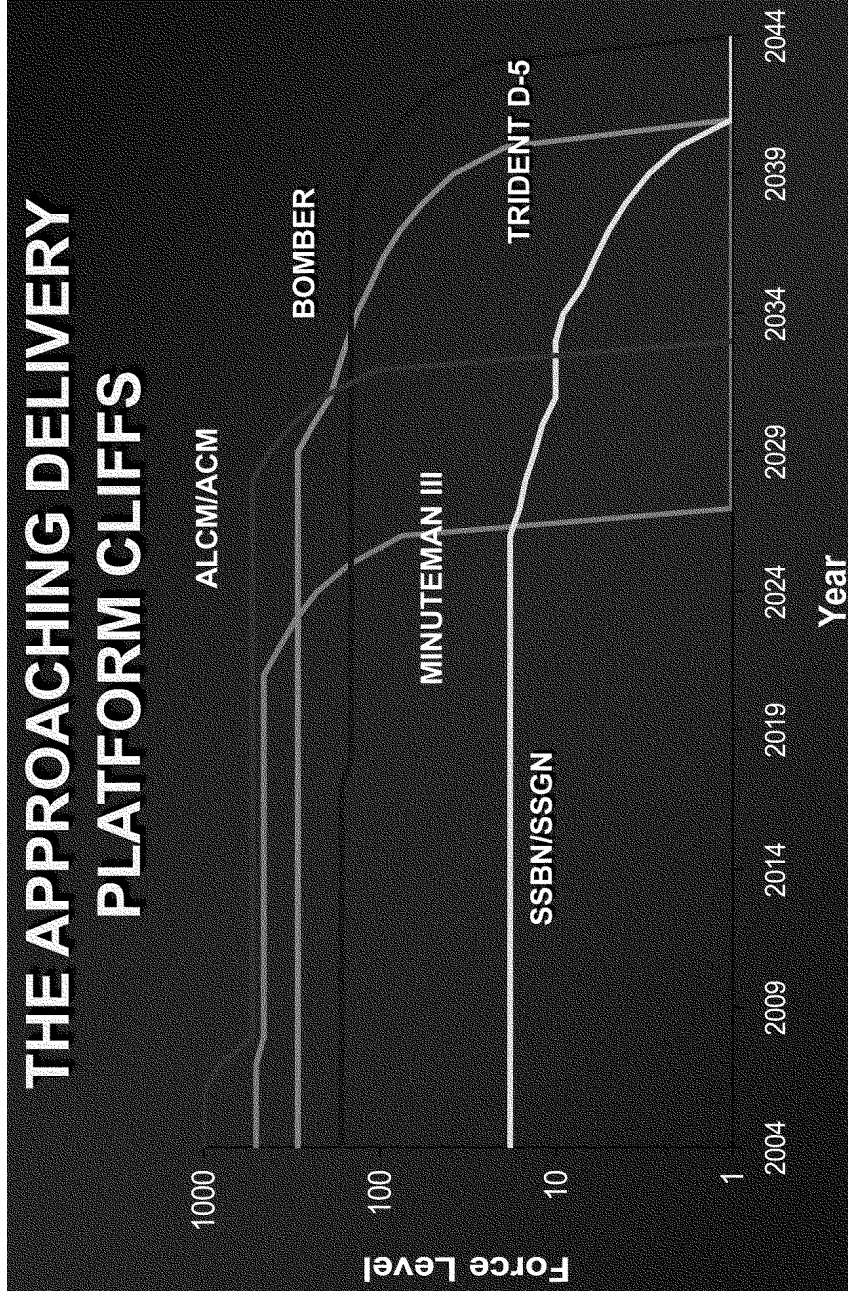 THE APPROACHING DELIVERY
PLATFORM CLIFFS
Force Level
1000
100
10
1
ALCM/ACM
BOMBER
MINUTEMAN III
TRIDENT D-5
SSBN/SSGN
2004
2009
2014
2019
2024
2029
2034
2039
2044
Year